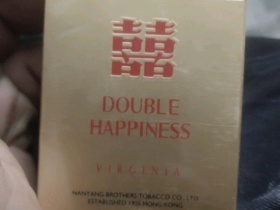 囍
DOUBLE
HAPPINESS
VIRGINIA
NANYANG BROTHERS TOBACCO CO., LTD
ESTABLISHED 1905 HONG KONG